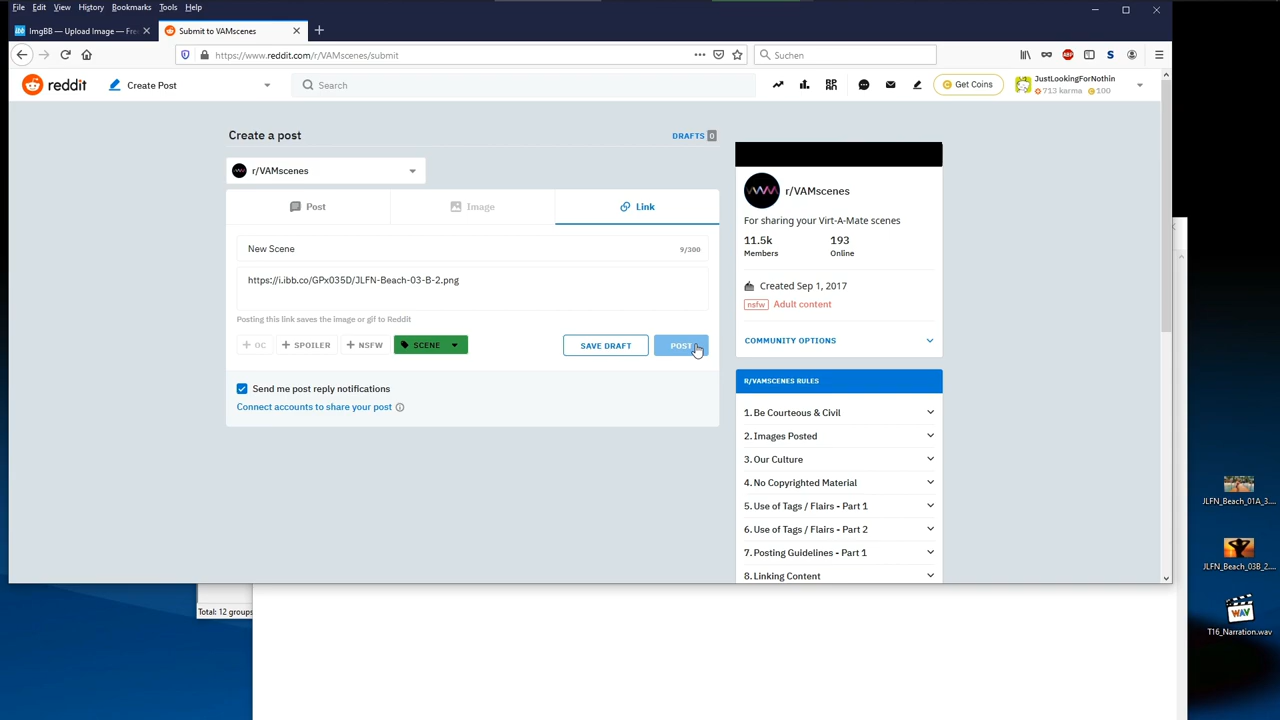 File Edit View History Bookmarks Tools Help
ImgBB — Upload Image — Fre
Submit to VAMscenes
https://www.reddit.com/r/VAMscenes/submit
Suchen
reddit
Create Post
Search
Get Coins
JustLookingForNothin
713 karma 100
Create a post
DRAFTS 0
r/VAMscenes
Post
Image
Link
New Scene
9/300
https://i.ibb.co/GPx035D/JLFN-Beach-03-B-2.png
Posting this link saves the image or gif to Reddit
+ OC
+ SPOILER
+ NSFW
SCENE
SAVE DRAFT
POST
Send me post reply notifications
Connect accounts to share your post
r/VAMscenes
For sharing your Virt-A-Mate scenes
11.5k
193
Members
Online
Created Sep 1, 2017
nsfw Adult content
COMMUNITY OPTIONS
R/VAMSCENES RULES
1. Be Courteous & Civil
2. Images Posted
3. Our Culture
4. No Copyrighted Material
5. Use of Tags / Flairs - Part 1
6. Use of Tags / Flairs - Part 2
7. Posting Guidelines - Part 1
8. Linking Content
Total: 12 groups
JLFN_Beach_01A_3....
JLFN_Beach_03B_2....
WAV
T16_Narration.wav